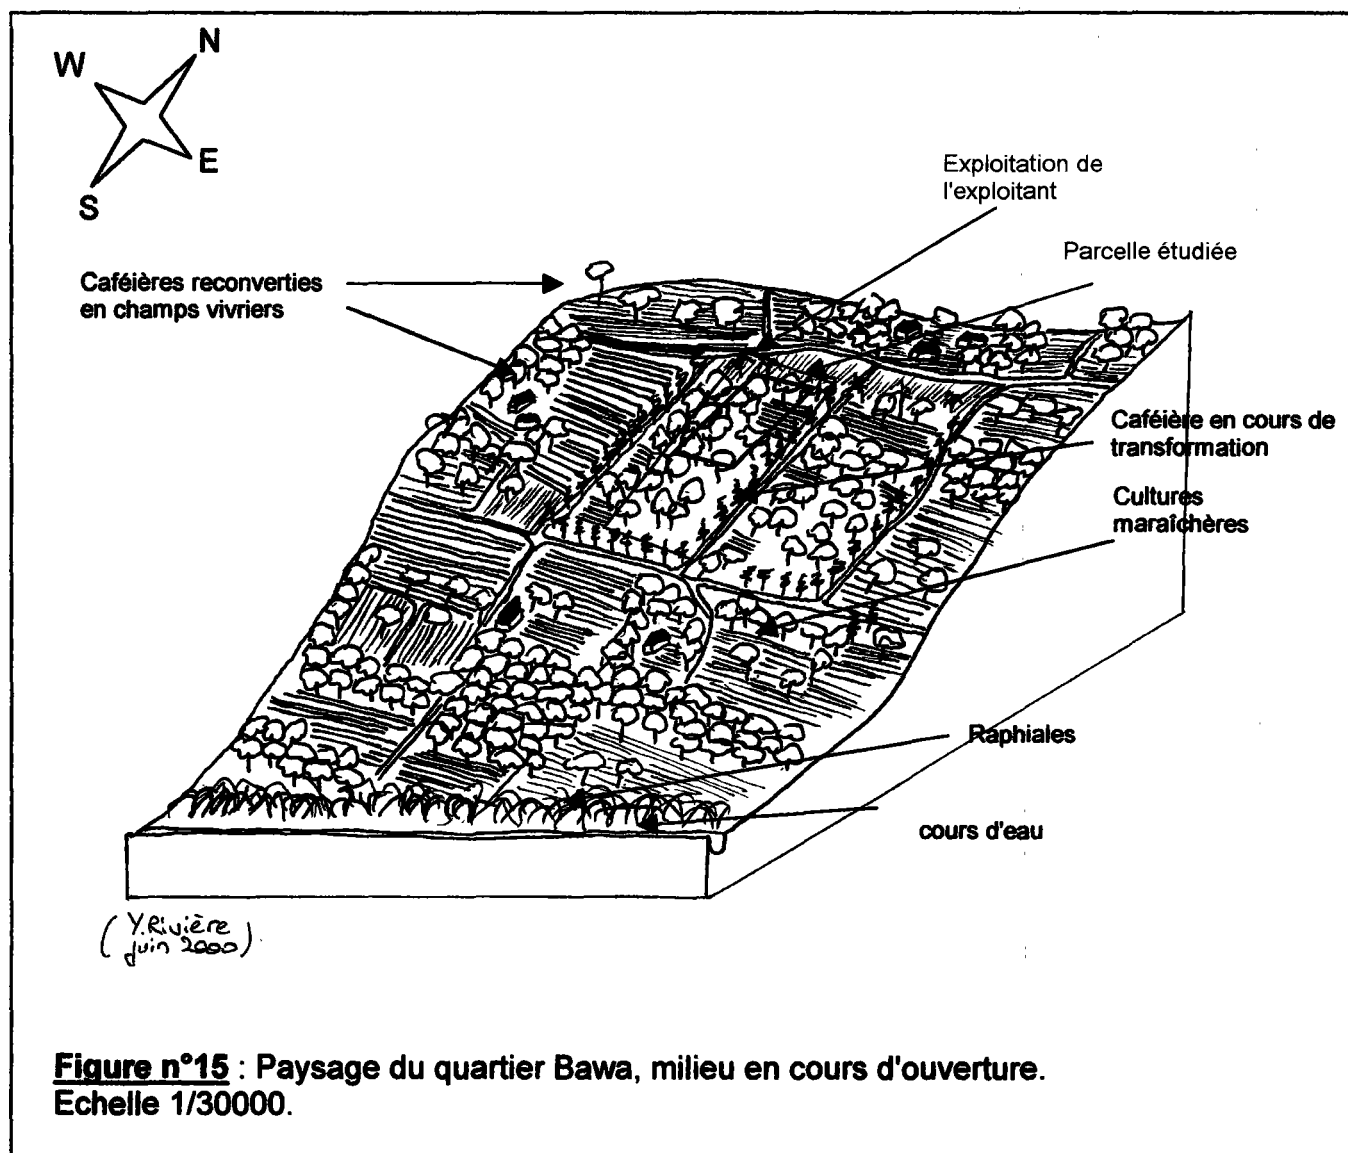 N
W
E
S
Exploitation de
l'exploitant
Parcelle étudiée
Caféières reconverties
en champs vivriers
Caféière en cours de
transformation
Cultures
maraîchères
Raphiales
cours d'eau
(Y.Rivière
juin 2000)
Figure n°15 : Paysage du quartier Bawa, milieu en cours d'ouverture.
Echelle 1/30000.